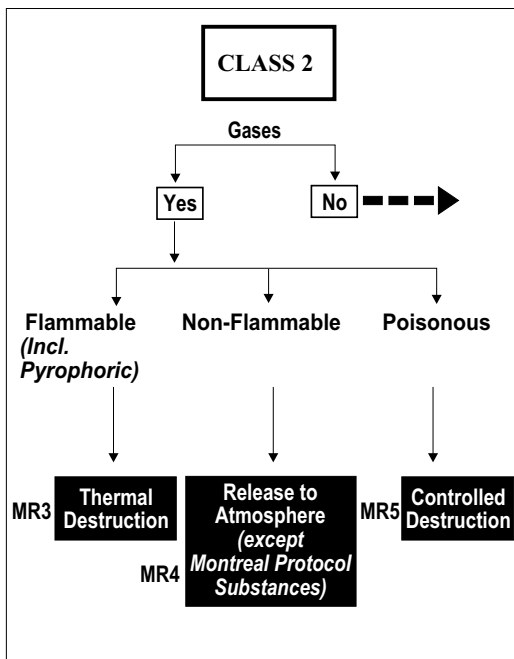 CLASS 2
Gases
Yes
No
Flammable
(Incl.
Pyrophoric)
Non-Flammable
Poisonous
MR3
Thermal
Destruction
MR4
Release to
Atmosphere
(except
Montreal Protocol
Substances)
MR5
Controlled
Destruction